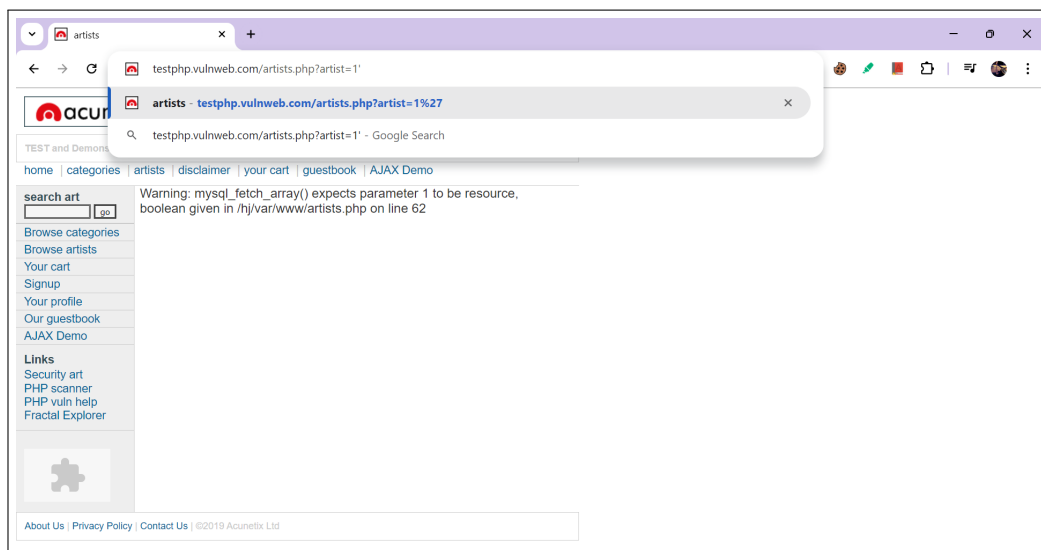 artists
testphp.vulnweb.com/artists.php?artist=1'
artists - testphp.vulnweb.com/artists.php?artist=1%27
testphp.vulnweb.com/artists.php?artist=1' - Google Search
acun
TEST and Demons
home | categories | artists | disclaimer | your cart | guestbook | AJAX Demo
search art
go
Browse categories
Browse artists
Your cart
Signup
Your profile
Our guestbook
AJAX Demo
Links
Security art
PHP scanner
PHP vuln help
Fractal Explorer
Warning: mysql_fetch_array() expects parameter 1 to be resource,
boolean given in /hj/var/www/artists.php on line 62
About Us | Privacy Policy | Contact Us | ©2019 Acunetix Ltd